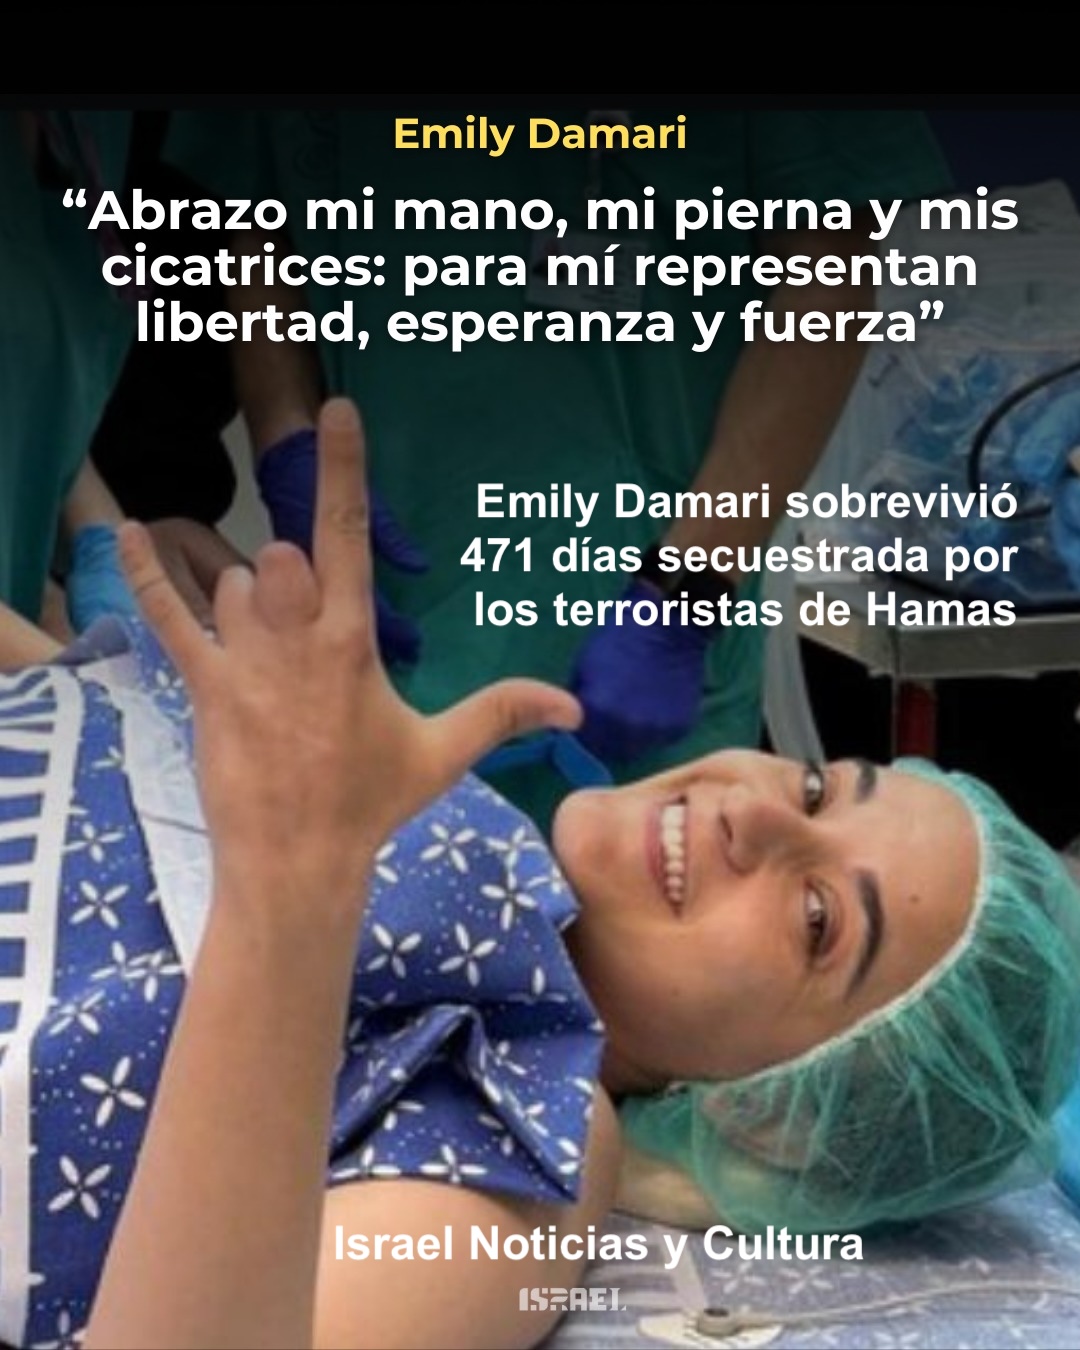 Emily Damari
“Abrazo mi mano, mi pierna y mis
cicatrices: para mí representan
libertad, esperanza y fuerza”
Emily Damari sobrevivió
471 días secuestrada por
los terroristas de Hamas
Israel Noticias y Cultura
ISRAEL